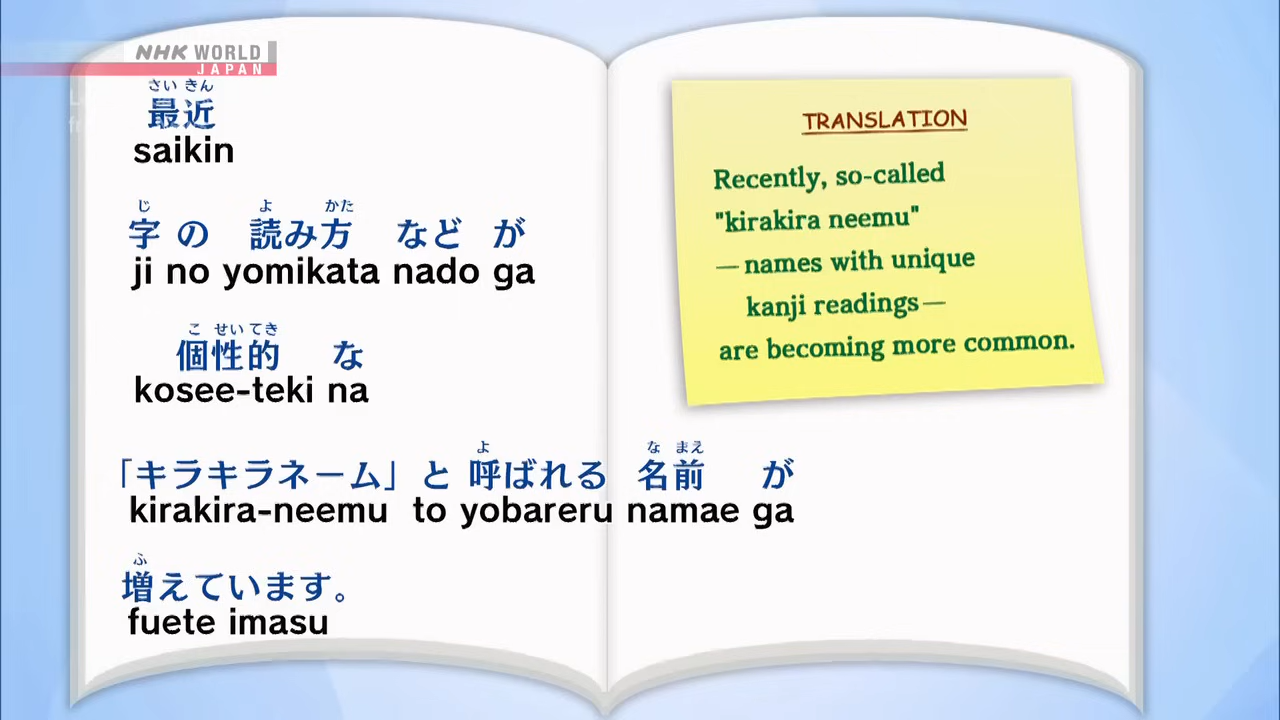 NHK WORLD
JAPAN
さい きん
最近
saikin
じ よ かた
字 の 読み方 など が
ji no yomikata nado ga
こ せい てき
個性的 な
kosee-teki na
よ な まえ
「キラキラネーム」 と 呼ばれる 名前 が
kirakira-neemu to yobareru namae ga
ふ
増えています。
fuete imasu
TRANSLATION
Recently, so-called
"kirakira neemu"
—names with unique
kanji readings—
are becoming more common.